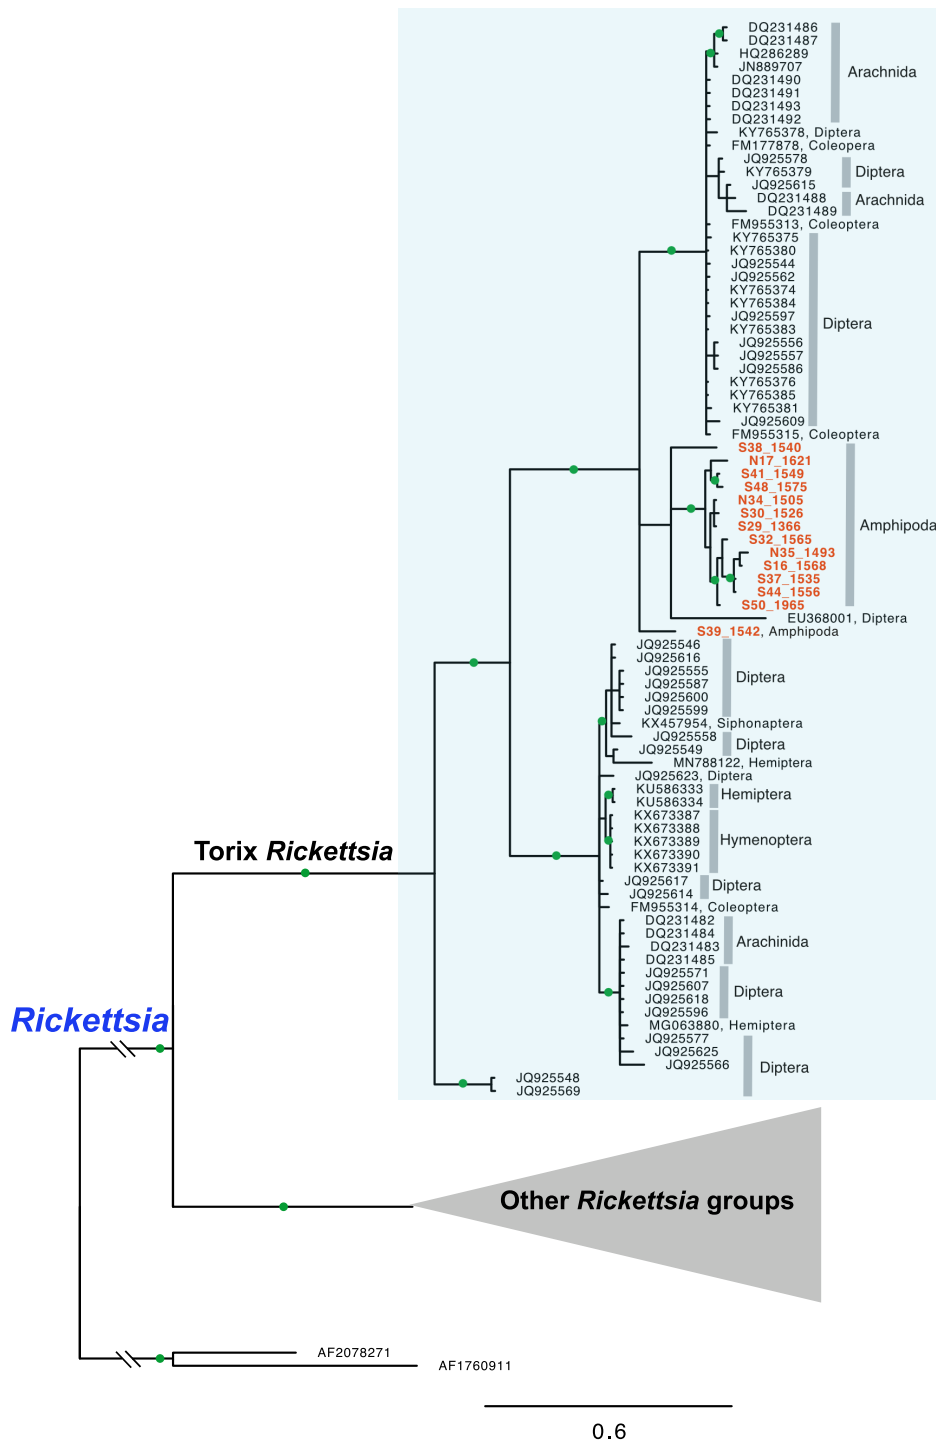 DQ231486
DQ231487
HQ286289
JN889707
DQ231490
DQ231491
DQ231493
DQ231492
Arachnida
KY765378, Diptera
FM177878, Coleopera
JQ925578
KY765379
JQ925615
Diptera
DQ231488
DQ231489
Arachnida
FM955313, Coleoptera
KY765375
KY765380
JQ925544
JQ925562
KY765374
KY765384
JQ925597
KY765383
JQ925556
JQ925557
JQ925586
KY765376
KY765385
KY765381
JQ925609
Diptera
FM955315, Coleoptera
S38_1540
N17_1621
S41_1549
S48_1575
N34_1505
S30_1526
S29_1366
S32_1565
N35_1493
S16_1568
S37_1535
S44_1556
S50_1965
Amphipoda
EU368001, Diptera
S39_1542, Amphipoda
JQ925546
JQ925616
JQ925555
JQ925587
JQ925600
JQ925599
Diptera
KX457954, Siphonaptera
JQ925558
JQ925549
Diptera
MN788122, Hemiptera
JQ925623, Diptera
KU586333
KU586334
Hemiptera
KX673387
KX673388
KX673389
KX673390
KX673391
Hymenoptera
JQ925617
JQ925614
Diptera
FM955314, Coleoptera
DQ231482
DQ231484
DQ231483
DQ231485
Arachinida
JQ925571
JQ925607
JQ925618
JQ925596
Diptera
MG063880, Hemiptera
JQ925577
JQ925625
JQ925566
Diptera
JQ925548
JQ925569
Torix Rickettsia
Rickettsia
Other Rickettsia groups
AF2078271
AF1760911
0.6